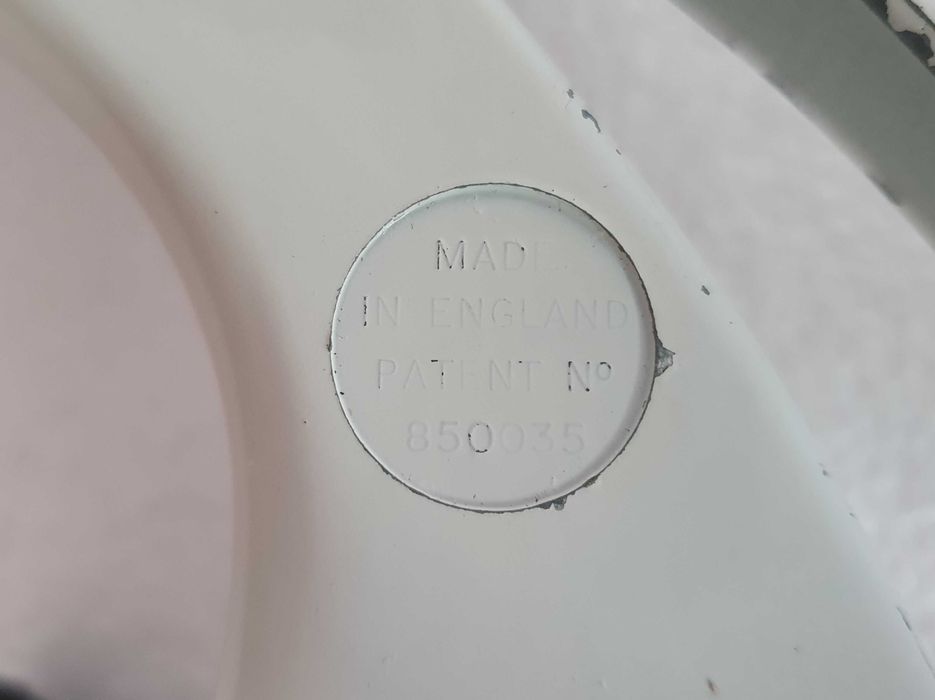 MADE
IN ENGLAND
PATENT Nº
850035